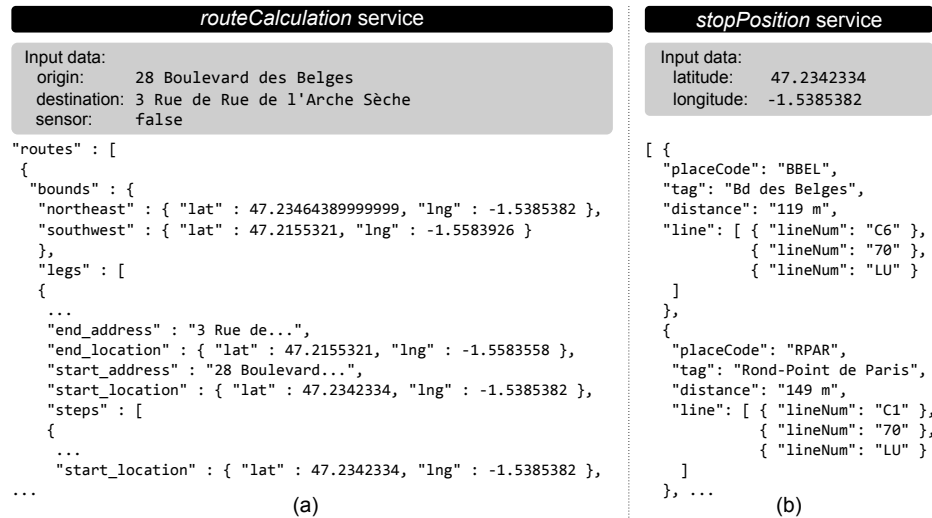 routeCalculation service
Input data:
origin: 28 Boulevard des Belges
destination: 3 Rue de Rue de l'Arche Sèche
sensor: false
"routes" : [
{
"bounds" : {
"northeast" : { "lat" : 47.23464389999999, "lng" : -1.5385382 },
"southwest" : { "lat" : 47.2155321, "lng" : -1.5583926 }
},
"legs" : [
{
...
"end_address" : "3 Rue de...",
"end_location" : { "lat" : 47.2155321, "lng" : -1.5583558 },
"start_address" : "28 Boulevard...",
"start_location" : { "lat" : 47.2342334, "lng" : -1.5385382 },
"steps" : [
{
...
"start_location" : { "lat" : 47.2342334, "lng" : -1.5385382 },
...
(a)
stopPosition service
Input data:
latitude: 47.2342334
longitude: -1.5385382
[ {
"placeCode": "BBEL",
"tag": "Bd des Belges",
"distance": "119 m",
"line": [ { "lineNum": "C6" },
{ "lineNum": "70" },
{ "lineNum": "LU" }
]
},
{
"placeCode": "RPAR",
"tag": "Rond-Point de Paris",
"distance": "149 m",
"line": [ { "lineNum": "C1" },
{ "lineNum": "70" },
{ "lineNum": "LU" }
]
}, ...
(b)